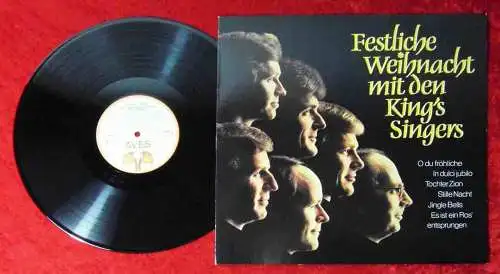 Festliche
Weihnacht
mit den
King's
Singers
O du fröhliche
In dulci jubilo
Tochter Zion
Stille Nacht
Jingle Bells
Es ist ein Ros'
entsprungen
AVES